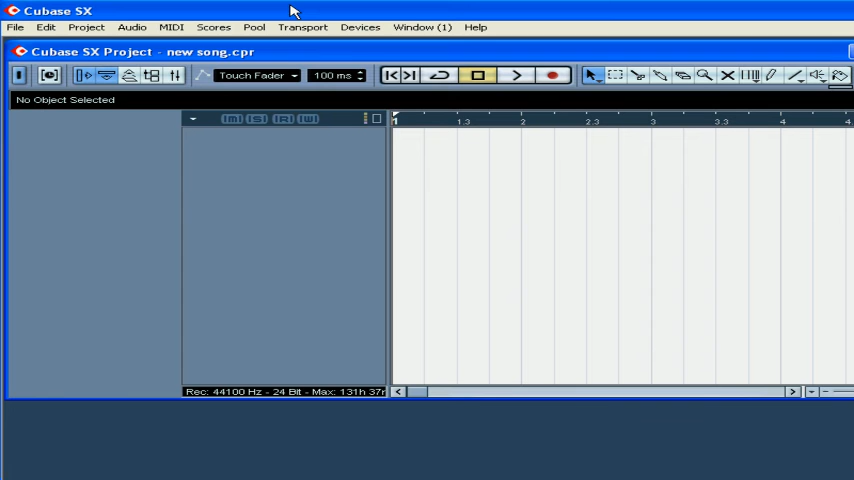 Cubase SX
File Edit Project Audio MIDI Scores Pool Transport Devices Window (1) Help
Cubase SX Project - new song.cpr
Touch Fader 100 ms
No Object Selected
M S R W
1 1.3 2 2.3 3 3.3 4 4.
Rec: 44100 Hz - 24 Bit - Max: 131h 37